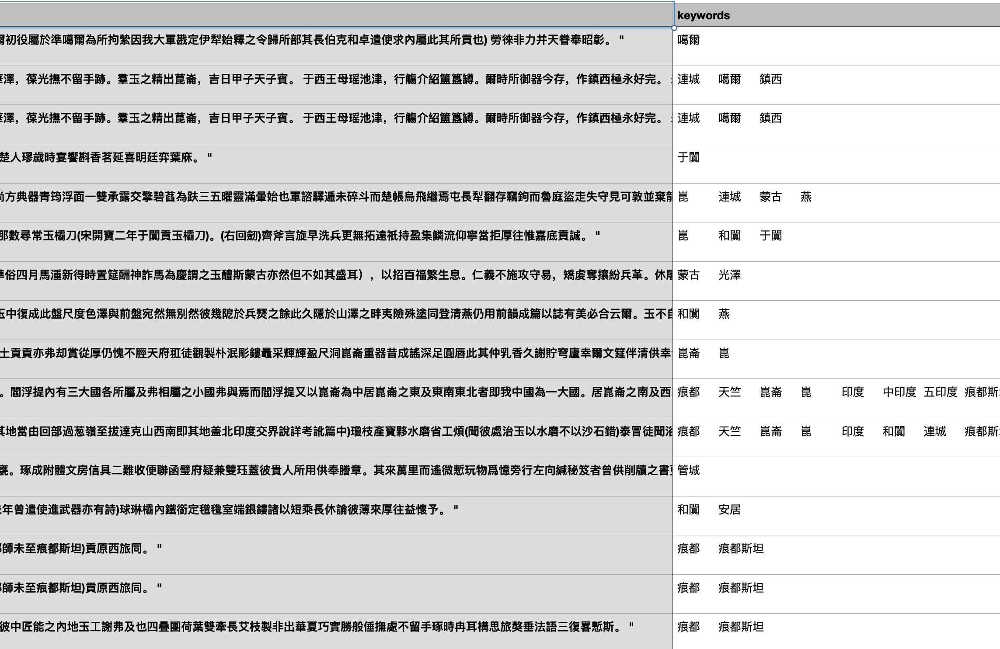 keywords
爾初役屬於準噶爾為所拘縶因我大軍戡定伊犁始釋之令歸所部其長伯克和卓遣使求內屬此其所貢也) 勞徠非力并天眷奉昭彰。 " 噶爾
澤，葆光撫不留手跡。羣玉之精出菎崙，吉日甲子天子賓。 于西王母瑶池津，行觴介紹簠簋罇。爾時所御器今存，作鎮西極永好完。 連城 噶爾 鎮西
澤，葆光撫不留手跡。羣玉之精出菎崙，吉日甲子天子賓。 于西王母瑶池津，行觴介紹簠簋罇。爾時所御器今存，作鎮西極永好完。 連城 噶爾 鎮西
楚人璆歲時宴饗斟香茗延喜明廷弈葉庥。 " 于闐
尚方典器青筠浮面一雙承露交擎碧萏為趺三五曜靈滿暈始也軍諮驛遞未碎斗而楚帳烏飛繼焉屯長犁翻存竊鉤而魯庭盜走失守見可敦並棄 崑 連城 蒙古 燕
那數尋常玉欛刀(宋開寶二年于闐貢玉欛刀)。(右回劒)齊斧言旋早洗兵更無拓遠祇持盈集鱗流仰寧當拒厚往惟嘉底貢誠。 " 崑 和闐 于闐
準俗四月馬湩新得時置筵酬神詐馬為慶謂之玉醴斯蒙古亦然但不如其盛耳），以招百福繁生息。仁義不施攻守易，矯虔奪攘紛兵革。休屠 蒙古 光澤
玉中復成此盤尺度色澤與前盤宛然無別然彼幾阨於兵燹之餘此久隱於山澤之畔夷險殊塗同登清燕仍用前韻成篇以誌有美必合云爾。玉不自 和闐 燕
土貢貢亦弗却賞從厚仍愧不脛天府羾徒觀製朴泯彫鏤鼂采輝輝盈尺洞崑崙重器昔成謠深足圓唇此其仲乳香久謝貯穹廬幸爾文筵伴清供幸 崑崙 崑
。閻浮提內有三大國各所屬及弗相屬之小國弗與焉而閻浮提又以崑崙為中居崑崙之東及東南東北者即我中國為一大國。居崑崙之南及西 痕都 天竺 崑崙 崑 印度 中印度 五印度 痕都斯
其地當由回部過葱嶺至拔達克山西南即其地盖北印度交界說詳考訛篇中)瓊枝產寶夥水磨省工煩(聞彼處治玉以水磨不以沙石錯)泰冒徒聞治 痕都 天竺 崑崙 崑 印度 和闐 連城 痕都斯
甕。琢成附體文房信具二難收便聯函璧府疑兼雙珏蓋彼貴人所用供奉謄章。其來萬里而遙微慙玩物爲憶旁行左向緘秘笈者曾供削牘之書 管城
年曾遣使進武器亦有詩)球琳欛內鐵銜定氆氌室端銀鏤諸以短乘長休論彼薄來厚往益懷予。 " 和闐 安居
師未至痕都斯坦)貢原西旅同。 " 痕都 痕都斯坦
師未至痕都斯坦)貢原西旅同。 " 痕都 痕都斯坦
彼中匠能之內地玉工謝弗及也四疊團荷葉雙牽長艾枝製非出華夏巧實勝般倕撫處不留手琢時冉耳構思旅獒垂法語三復畧慙斯。 " 痕都 痕都斯坦